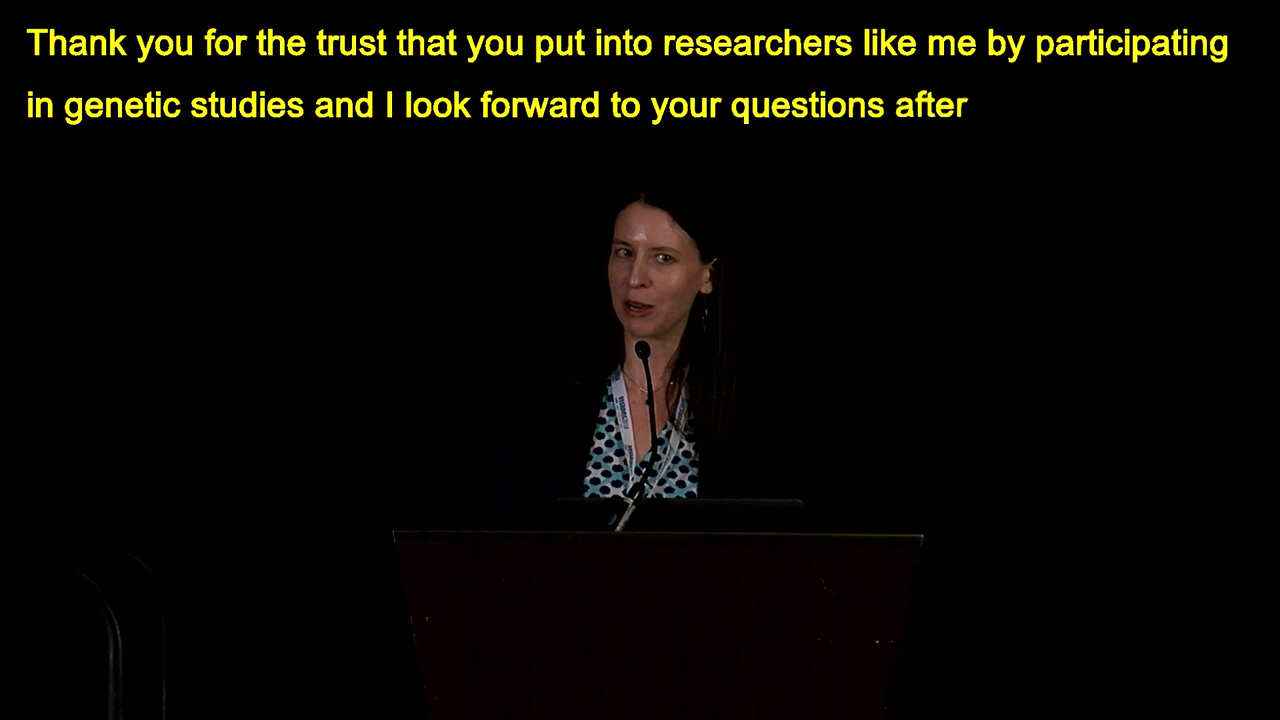 Thank you for the trust that you put into researchers like me by participating
in genetic studies and I look forward to your questions after